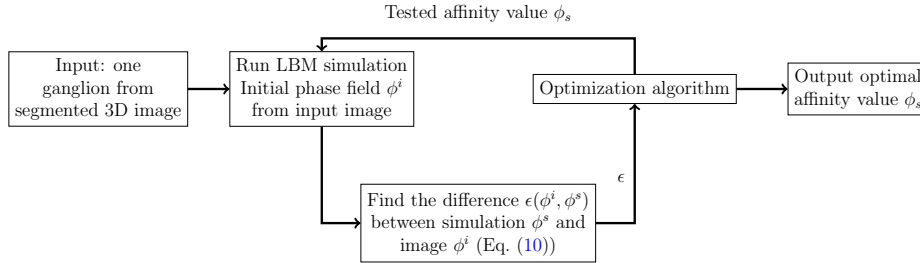 Tested affinity value ϕ_s
Input: one
ganglion from
segmented 3D image
Run LBM simulation
Initial phase field ϕ^i
from input image
Optimization algorithm
Output optimal
affinity value ϕ_s
ϵ
Find the difference ϵ(ϕ^i, ϕ^s)
between simulation ϕ^s and
image ϕ^i (Eq. (10))